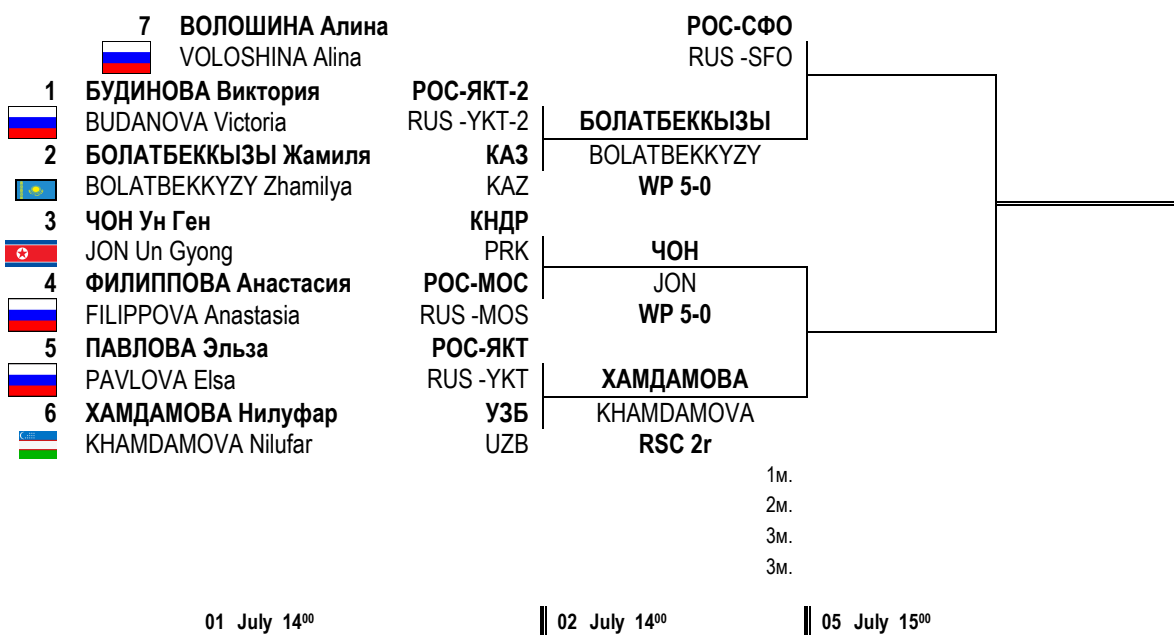 7 ВОЛОШИНА Алина РОС-СФО
VOLOSHINA Alina RUS -SFO
1 БУДИНОВА Виктория РОС-ЯКТ-2
BUDANOVA Victoria RUS -YKT-2 БОЛАТБЕККЫЗЫ
2 БОЛАТБЕККЫЗЫ Жамиля КАЗ BOLATBEKKYZY
BOLATBEKKYZY Zhamilya KAZ WP 5-0
3 ЧОН Ун Ген КНДР
JON Un Gyong PRK ЧОН
4 ФИЛИППОВА Анастасия РОС-МОС JON
FILIPPOVA Anastasia RUS -MOS WP 5-0
5 ПАВЛОВА Эльза РОС-ЯКТ
PAVLOVA Elsa RUS -YKT ХАМДАМОВА
6 ХАМДАМОВА Нилуфар УЗБ KHAMDAMOVA
KHAMDAMOVA Nilufar UZB RSC 2r
1м.
2м.
3м.
3м.
01 July 14⁰⁰ 02 July 14⁰⁰ 05 July 15⁰⁰